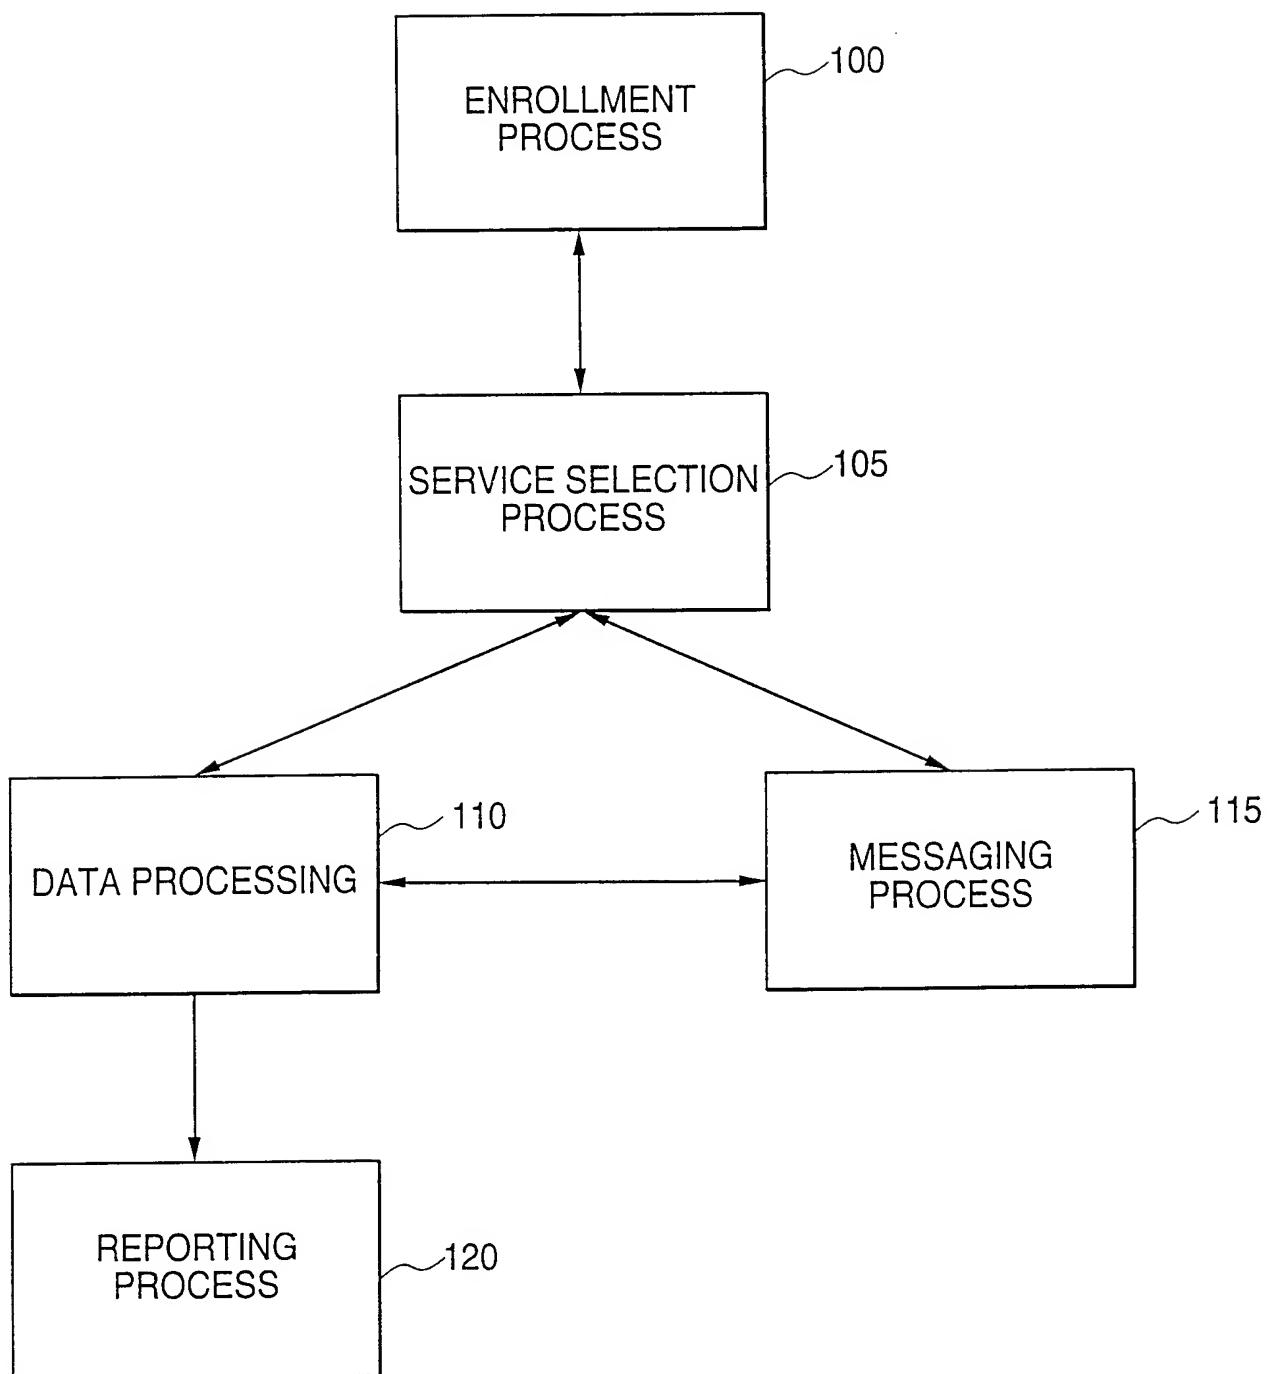 100
ENROLLMENT
PROCESS
105
SERVICE SELECTION
PROCESS
110
DATA PROCESSING
115
MESSAGING
PROCESS
REPORTING
PROCESS
120